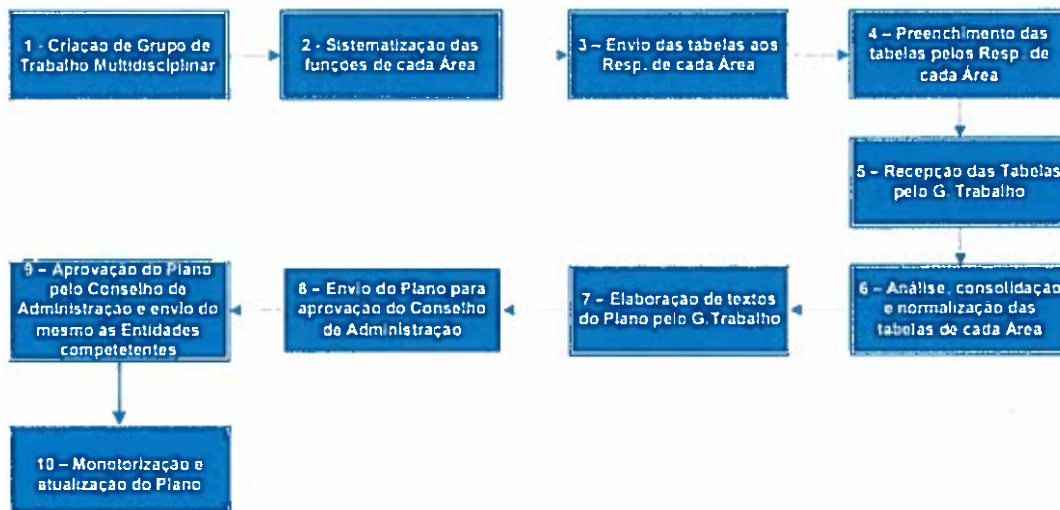 1 - Criação de Grupo de
Trabalho Multidisciplinar
2 - Sistematização das
funções de cada Área
3 – Envio das tabelas aos
Resp. de cada Área
4 – Preenchimento das
tabelas pelos Resp. de
cada Área
5 – Recepção das Tabelas
pelo G. Trabalho
6 – Análise, consolidação
e normalização das
tabelas de cada Área
7 – Elaboração de textos
do Plano pelo G.Trabalho
8 – Envio do Plano para
aprovação do Conselho
de Administração
9 – Aprovação do Plano
pelo Conselho de
Administração e envio do
mesmo as Entidades
competetentes
10 – Monotorização e
atualização do Plano